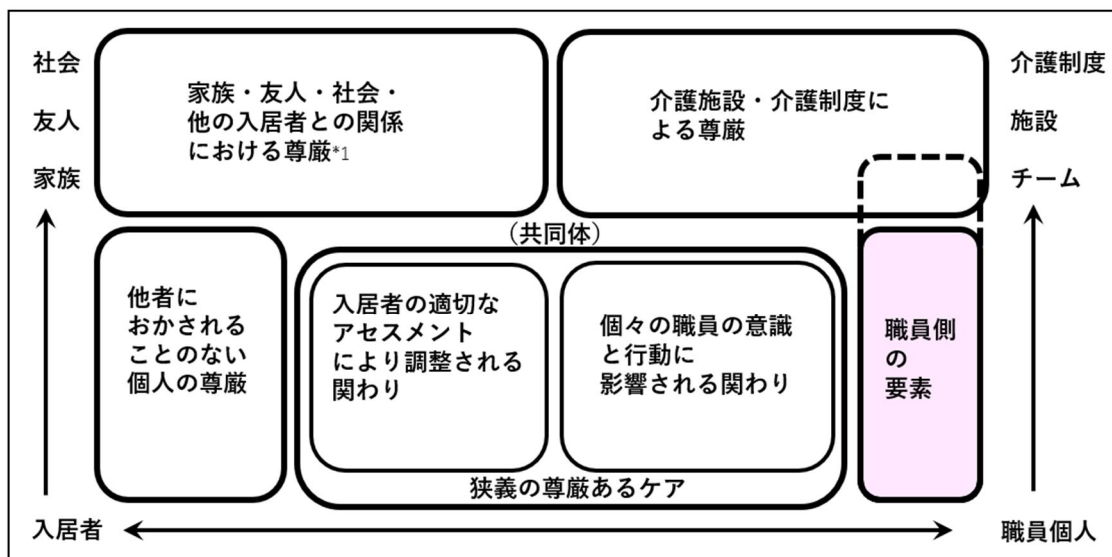 社会
友人
家族
家族・友人・社会・
他の入居者との関係
における尊厳*1
介護施設・介護制度に
よる尊厳
介護制度
施設
チーム
（共同体）
他者に
おかされる
ことのない
個人の尊厳
入居者の適切な
アセスメント
により調整される
関わり
個々の職員の意識
と行動に
影響される関わり
職員側
の
要素
狭義の尊厳あるケア
入居者
職員個人